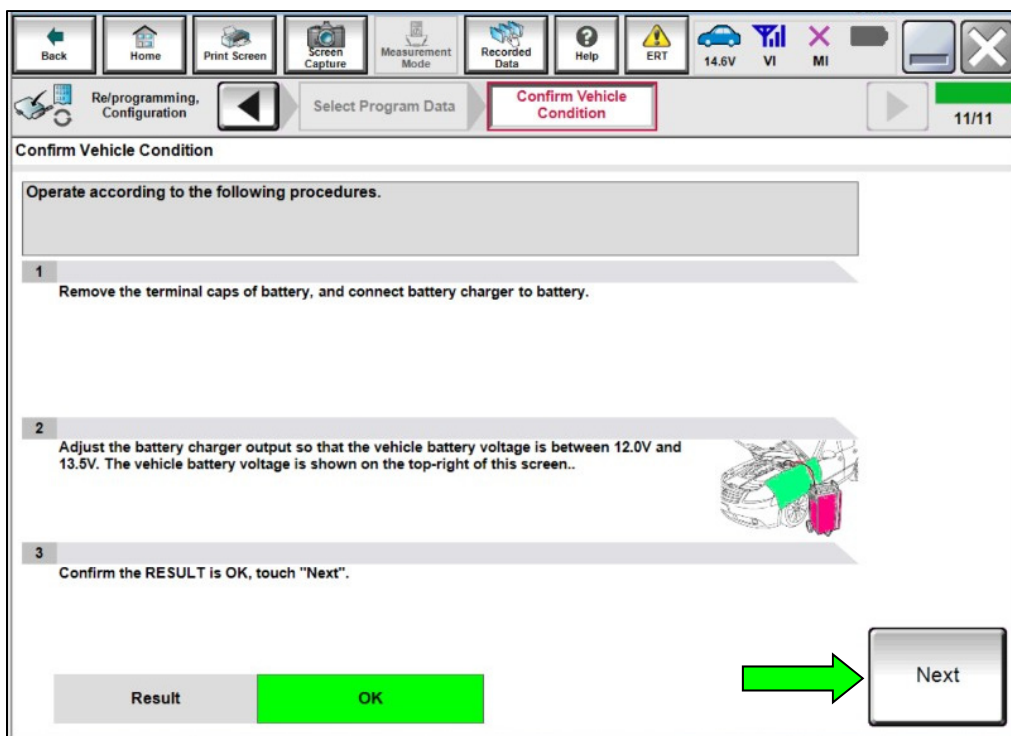 Back
Home
Print Screen
Screen
Capture
Measurement
Mode
Recorded
Data
Help
ERT
14.6V
VI
MI
Re/programming,
Configuration
Select Program Data
Confirm Vehicle
Condition
11/11
Confirm Vehicle Condition
Operate according to the following procedures.
1
Remove the terminal caps of battery, and connect battery charger to battery.
2
Adjust the battery charger output so that the vehicle battery voltage is between 12.0V and
13.5V. The vehicle battery voltage is shown on the top-right of this screen..
3
Confirm the RESULT is OK, touch "Next".
Result
OK
Next